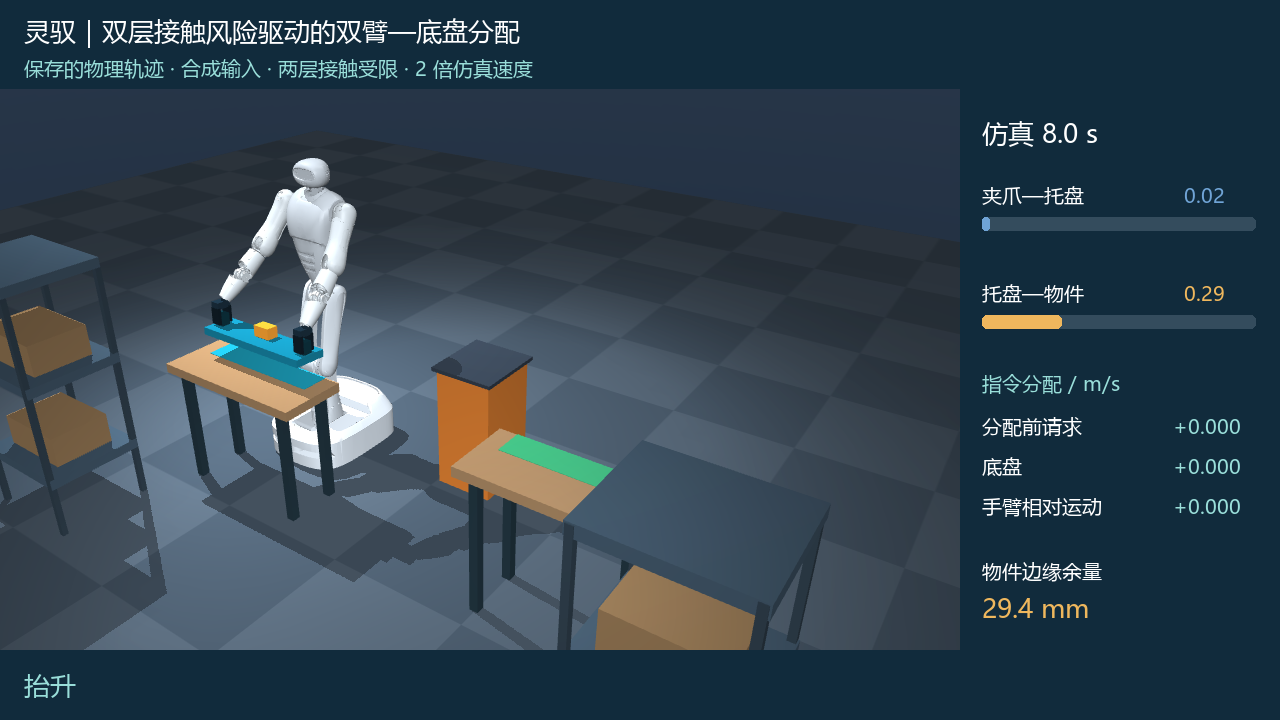 灵驭｜双层接触风险驱动的双臂—底盘分配
保存的物理轨迹 · 合成输入 · 两层接触受限 · 2 倍仿真速度
仿真 8.0 s
夹爪—托盘 0.02
托盘—物件 0.29
指令分配 / m/s
分配前请求 +0.000
底盘 +0.000
手臂相对运动 +0.000
物件边缘余量
29.4 mm
抬升